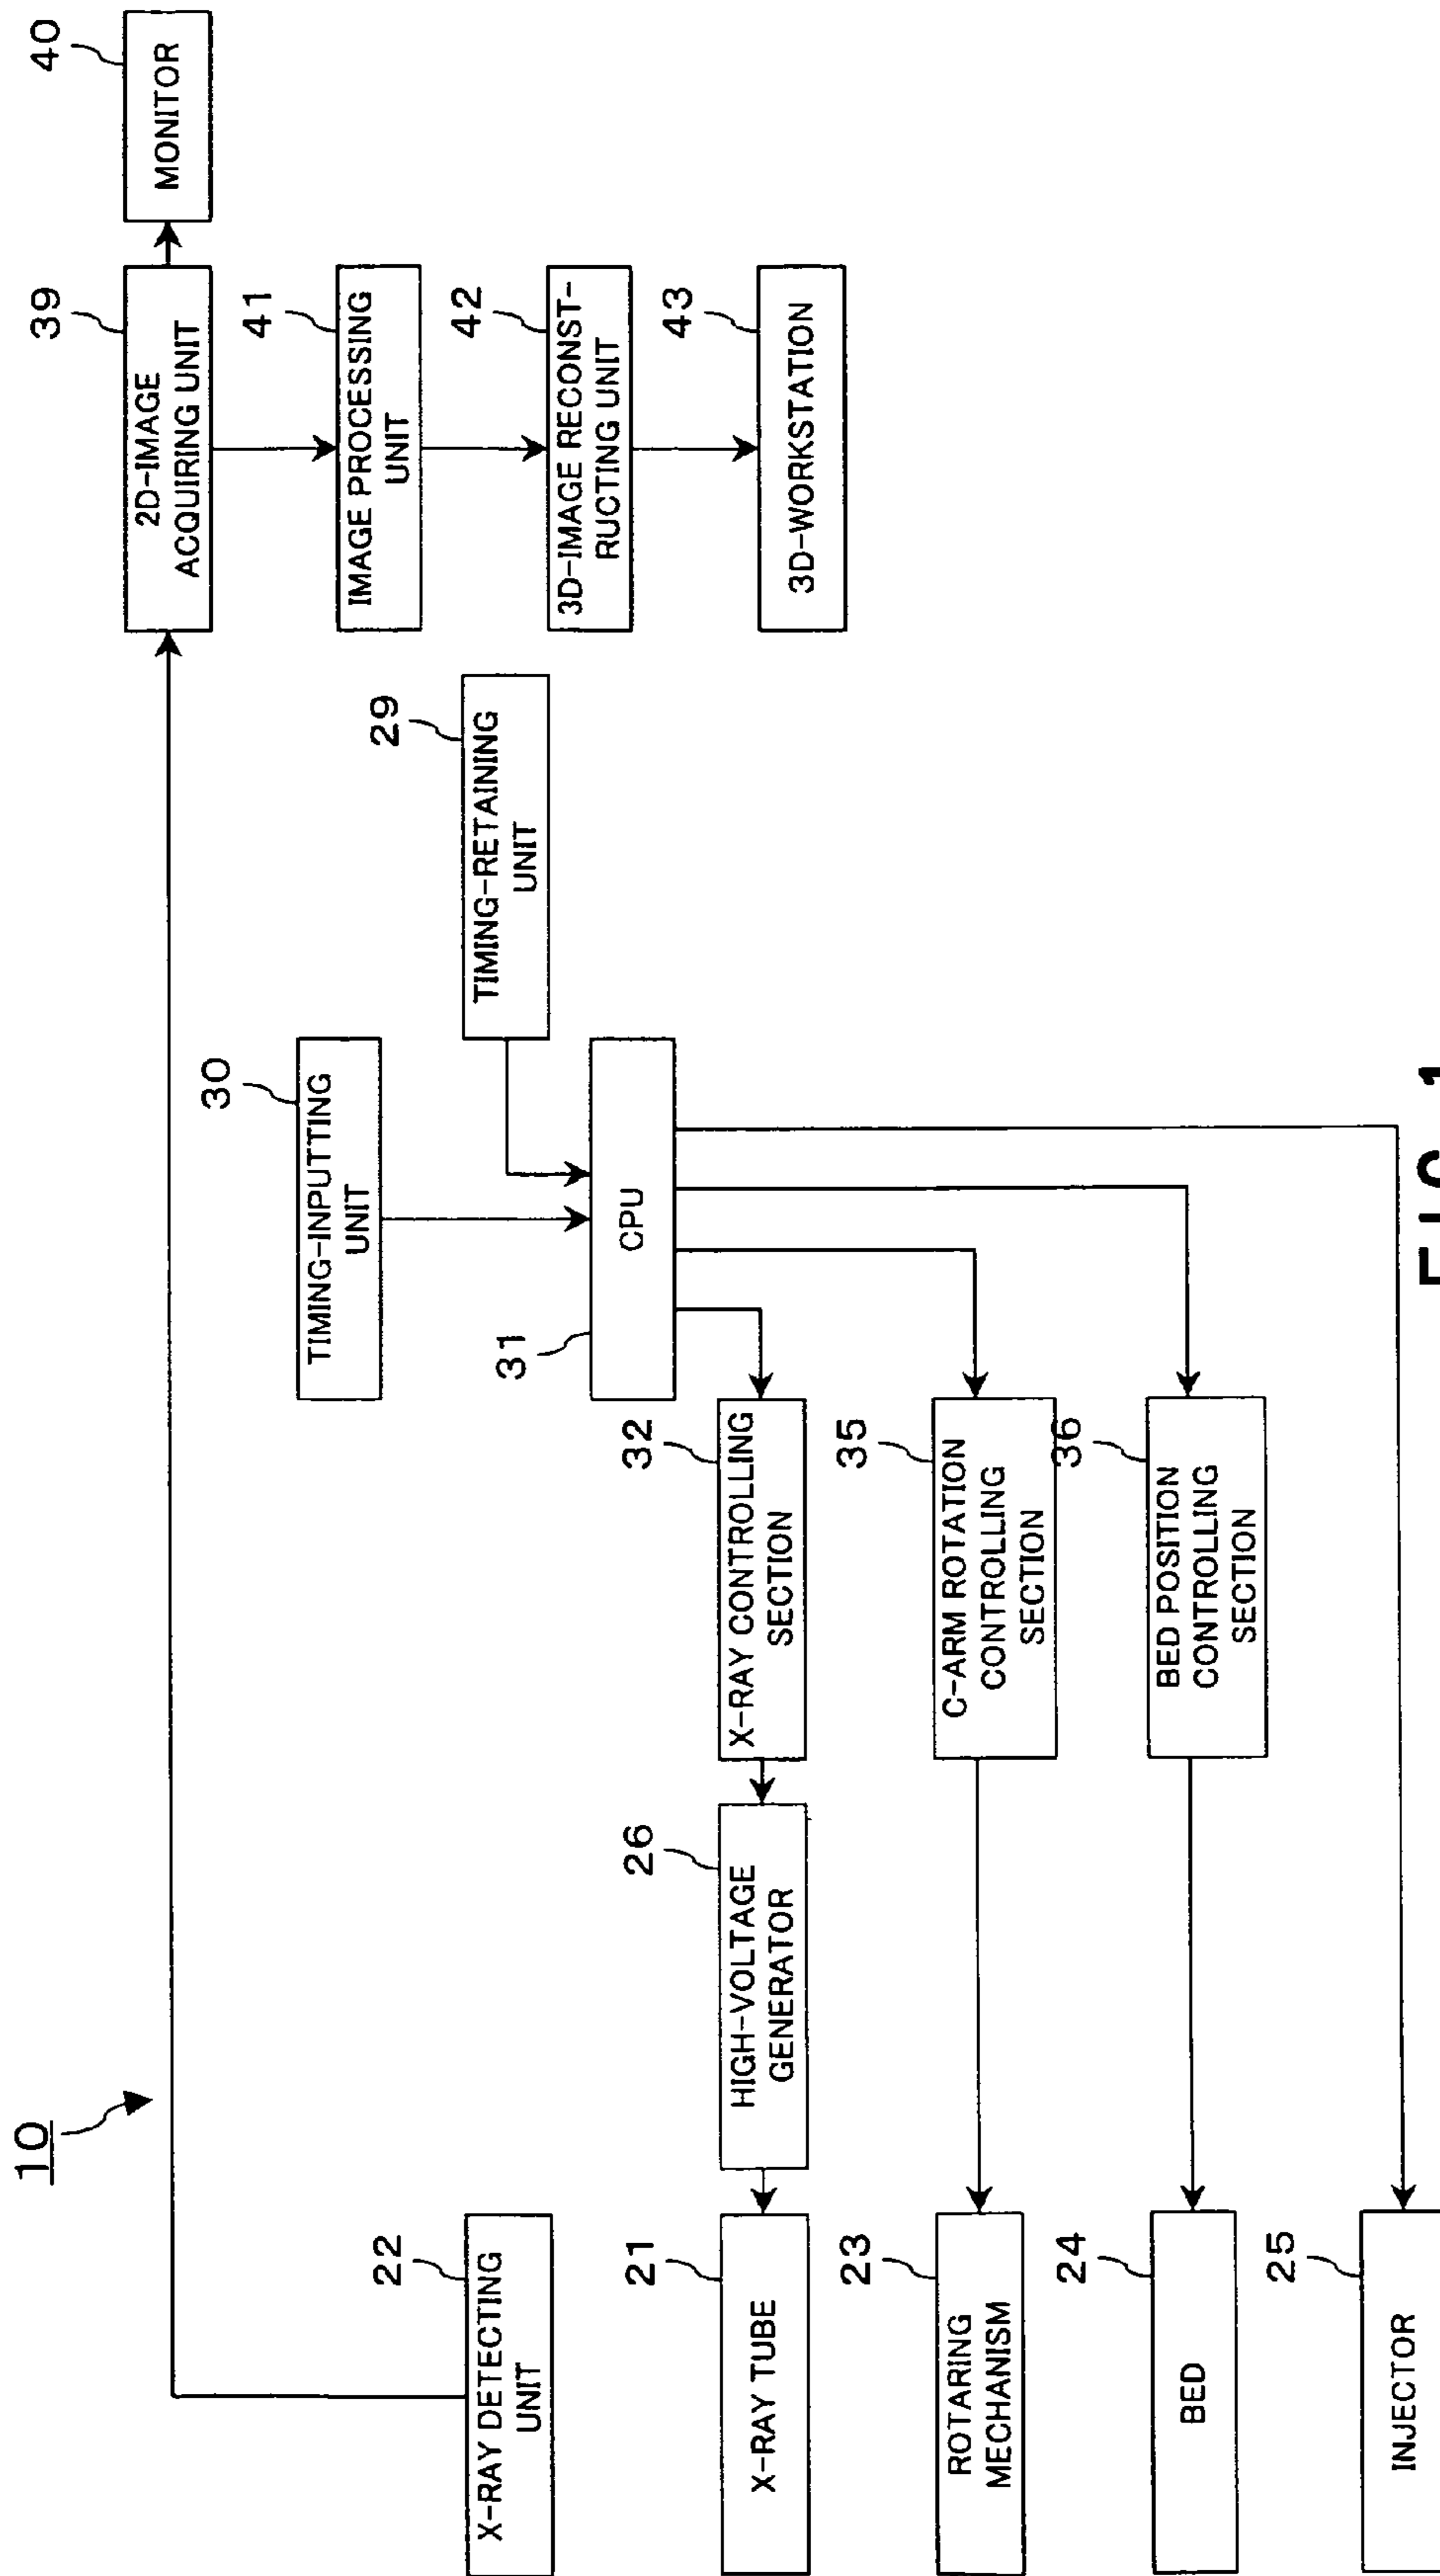 10
22
X-RAY DETECTING
UNIT
21
X-RAY TUBE
23
ROTARING
MECHANISM
24
BED
25
INJECTOR
26
HIGH-VOLTAGE
GENERATOR
32
X-RAY CONTROLLING
SECTION
35
C-ARM ROTATION
CONTROLLING
SECTION
36
BED POSITION
CONTROLLING
SECTION
30
TIMING-INPUTTING
UNIT
31
CPU
29
TIMING-RETAINING
UNIT
39
2D-IMAGE
ACQUIRING UNIT
40
MONITOR
41
IMAGE PROCESSING
UNIT
42
3D-IMAGE RECONST-
RUCTING UNIT
43
3D-WORKSTATION